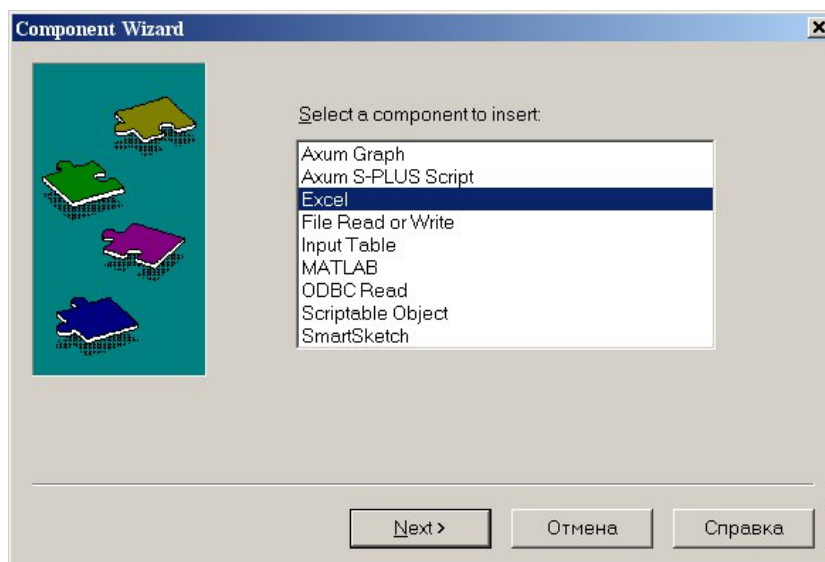 Component Wizard
Select a component to insert:
Axum Graph
Axum S-PLUS Script
Excel
File Read or Write
Input Table
MATLAB
ODBC Read
Scriptable Object
SmartSketch
Next >
Отмена
Справка